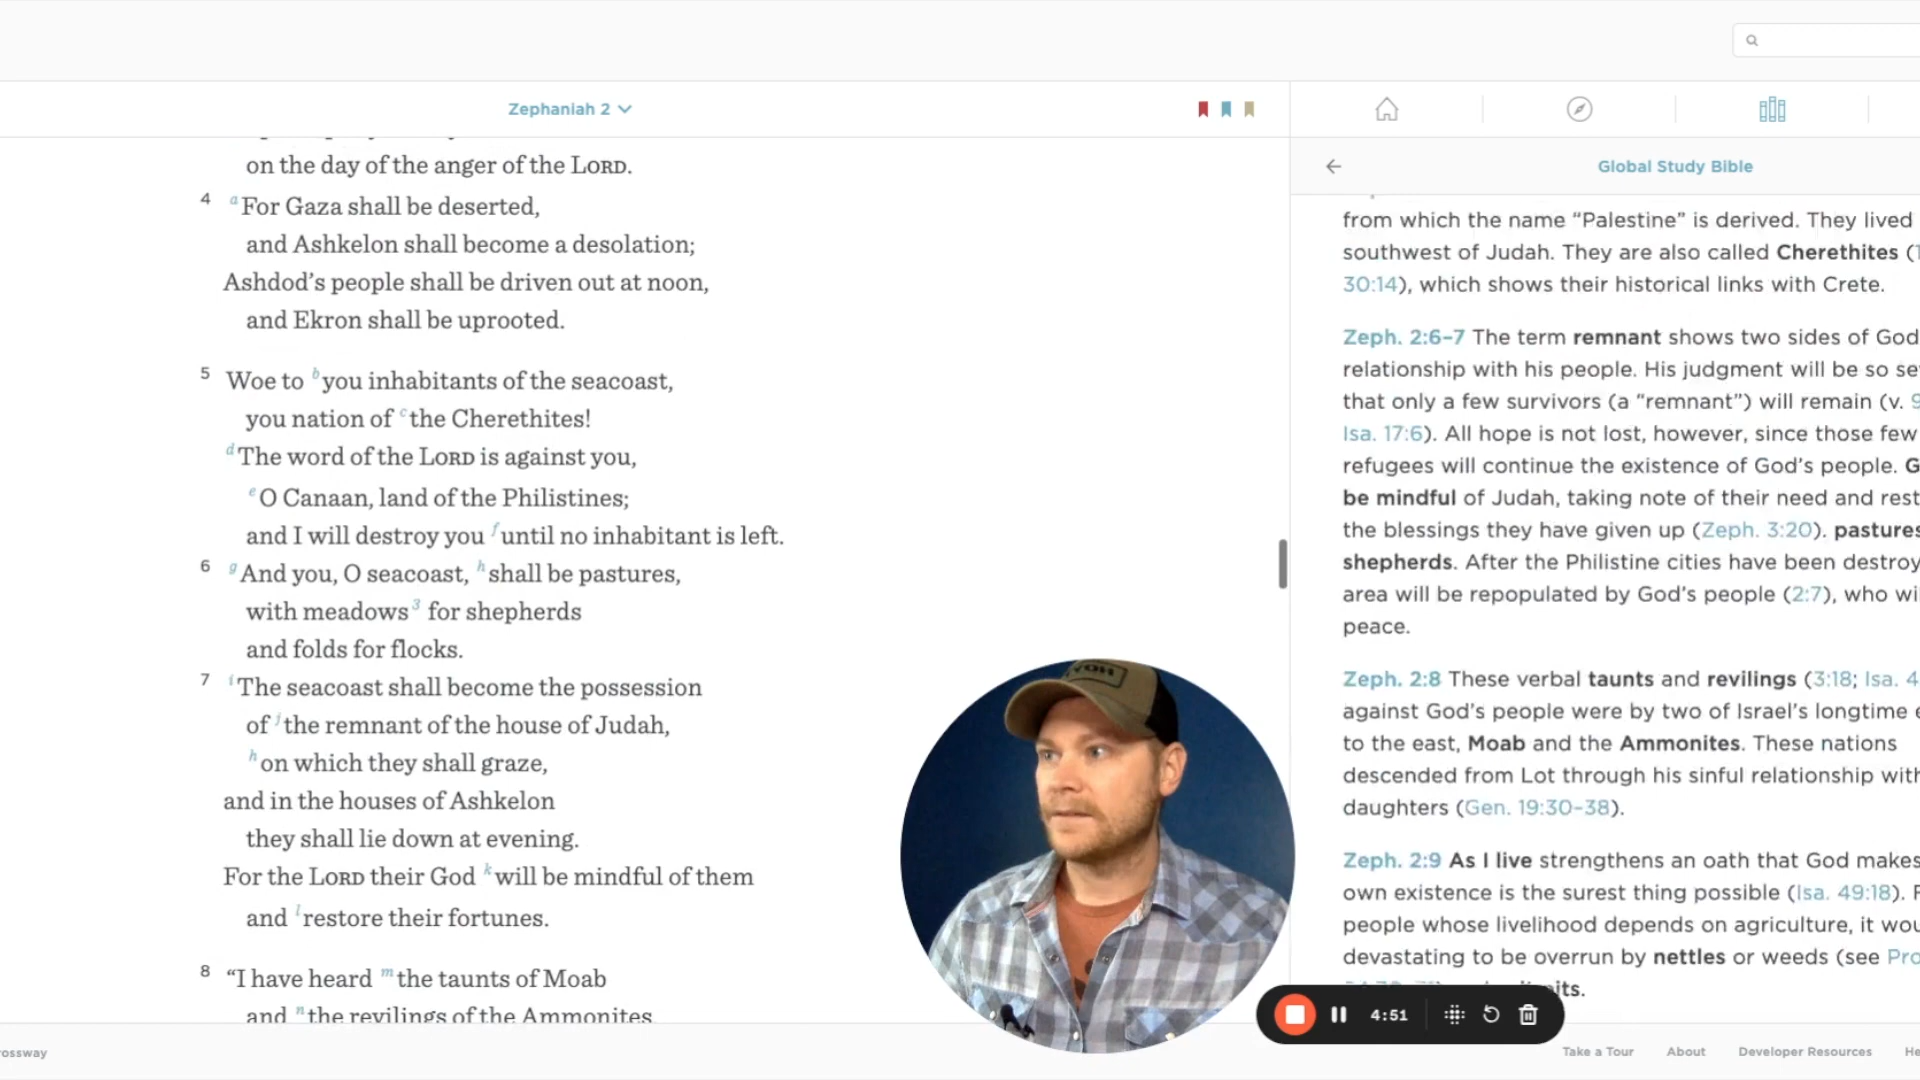 Zephaniah 2
on the day of the anger of the LORD.
4 a For Gaza shall be deserted,
and Ashkelon shall become a desolation;
Ashdod’s people shall be driven out at noon,
and Ekron shall be uprooted.
5 Woe to b you inhabitants of the seacoast,
you nation of c the Cherethites!
d The word of the LORD is against you,
e O Canaan, land of the Philistines;
and I will destroy you f until no inhabitant is left.
6 g And you, O seacoast, h shall be pastures,
with meadows 3 for shepherds
and folds for flocks.
7 i The seacoast shall become the possession
of j the remnant of the house of Judah,
h on which they shall graze,
and in the houses of Ashkelon
they shall lie down at evening.
For the LORD their God k will be mindful of them
and l restore their fortunes.
8 “I have heard m the taunts of Moab
and n the revilings of the Ammonites
Global Study Bible
from which the name “Palestine” is derived. They lived
southwest of Judah. They are also called Cherethites (1
30:14), which shows their historical links with Crete.
Zeph. 2:6–7 The term remnant shows two sides of God
relationship with his people. His judgment will be so se
that only a few survivors (a “remnant”) will remain (v. 9
Isa. 17:6). All hope is not lost, however, since those few
refugees will continue the existence of God’s people. G
be mindful of Judah, taking note of their need and rest
the blessings they have given up (Zeph. 3:20). pastures
shepherds. After the Philistine cities have been destroy
area will be repopulated by God’s people (2:7), who wi
peace.
Zeph. 2:8 These verbal taunts and revilings (3:18; Isa. 4
against God’s people were by two of Israel’s longtime e
to the east, Moab and the Ammonites. These nations
descended from Lot through his sinful relationship with
daughters (Gen. 19:30–38).
Zeph. 2:9 As I live strengthens an oath that God makes
own existence is the surest thing possible (Isa. 49:18). F
people whose livelihood depends on agriculture, it wou
devastating to be overrun by nettles or weeds (see Pro
its.
4:51
rossway
Take a Tour
About
Developer Resources
He